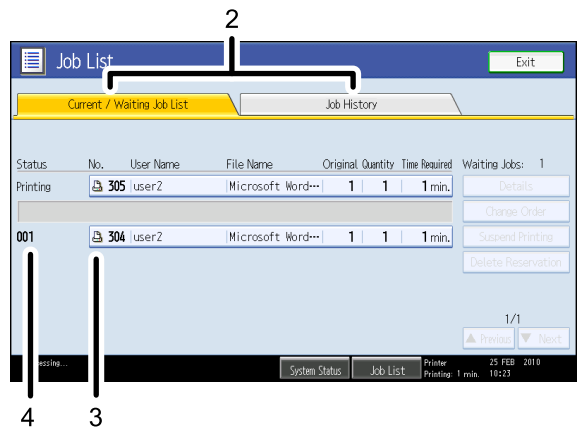 2
Job List
Exit
Current / Waiting Job List
Job History
Status No. User Name File Name Original Quantity Time Required Waiting Jobs: 1
Printing 305 user2 Microsoft Word··· 1 1 1 min. Details
Change Order
001 304 user2 Microsoft Word··· 1 1 1 min. Suspend Printing
Delete Reservation
1/1
▲ Previous ▼ Next
essing... System Status Job List Printer 25 FEB 2010
Printing: 1 min. 10:23
4 3